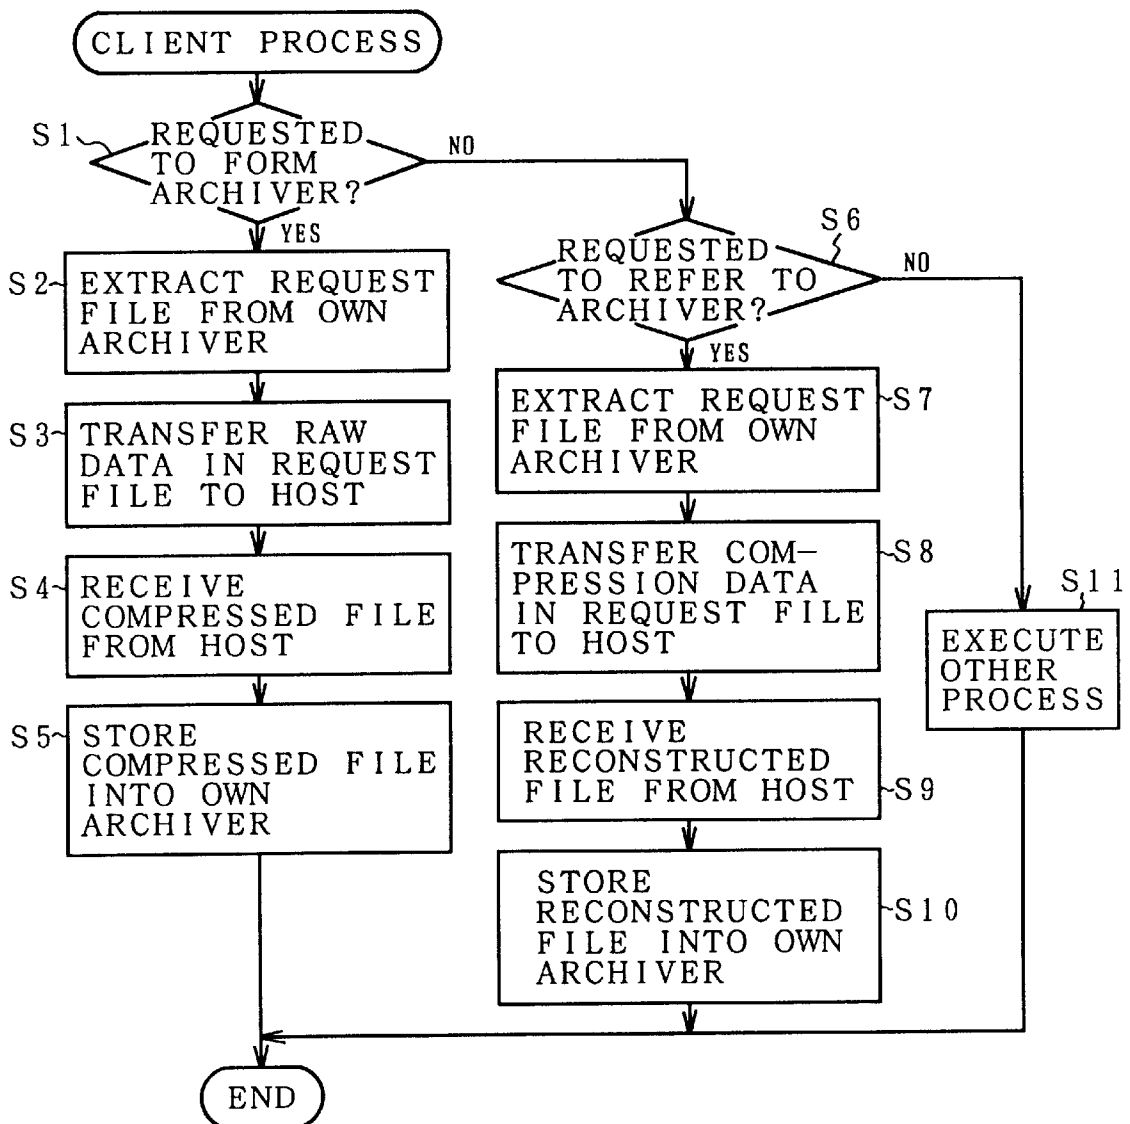 CLIENT PROCESS
S1
REQUESTED
TO FORM
ARCHIVER?
NO
YES
S2
EXTRACT REQUEST
FILE FROM OWN
ARCHIVER
S3
TRANSFER RAW
DATA IN REQUEST
FILE TO HOST
S4
RECEIVE
COMPRESSED FILE
FROM HOST
S5
STORE
COMPRESSED FILE
INTO OWN
ARCHIVER
S6
REQUESTED
TO REFER TO
ARCHIVER?
NO
YES
S7
EXTRACT REQUEST
FILE FROM OWN
ARCHIVER
S8
TRANSFER COM-
PRESSION DATA
IN REQUEST FILE
TO HOST
RECEIVE
RECONSTRUCTED
FILE FROM HOST
S9
STORE
RECONSTRUCTED
FILE INTO OWN
ARCHIVER
S10
S11
EXECUTE
OTHER
PROCESS
END